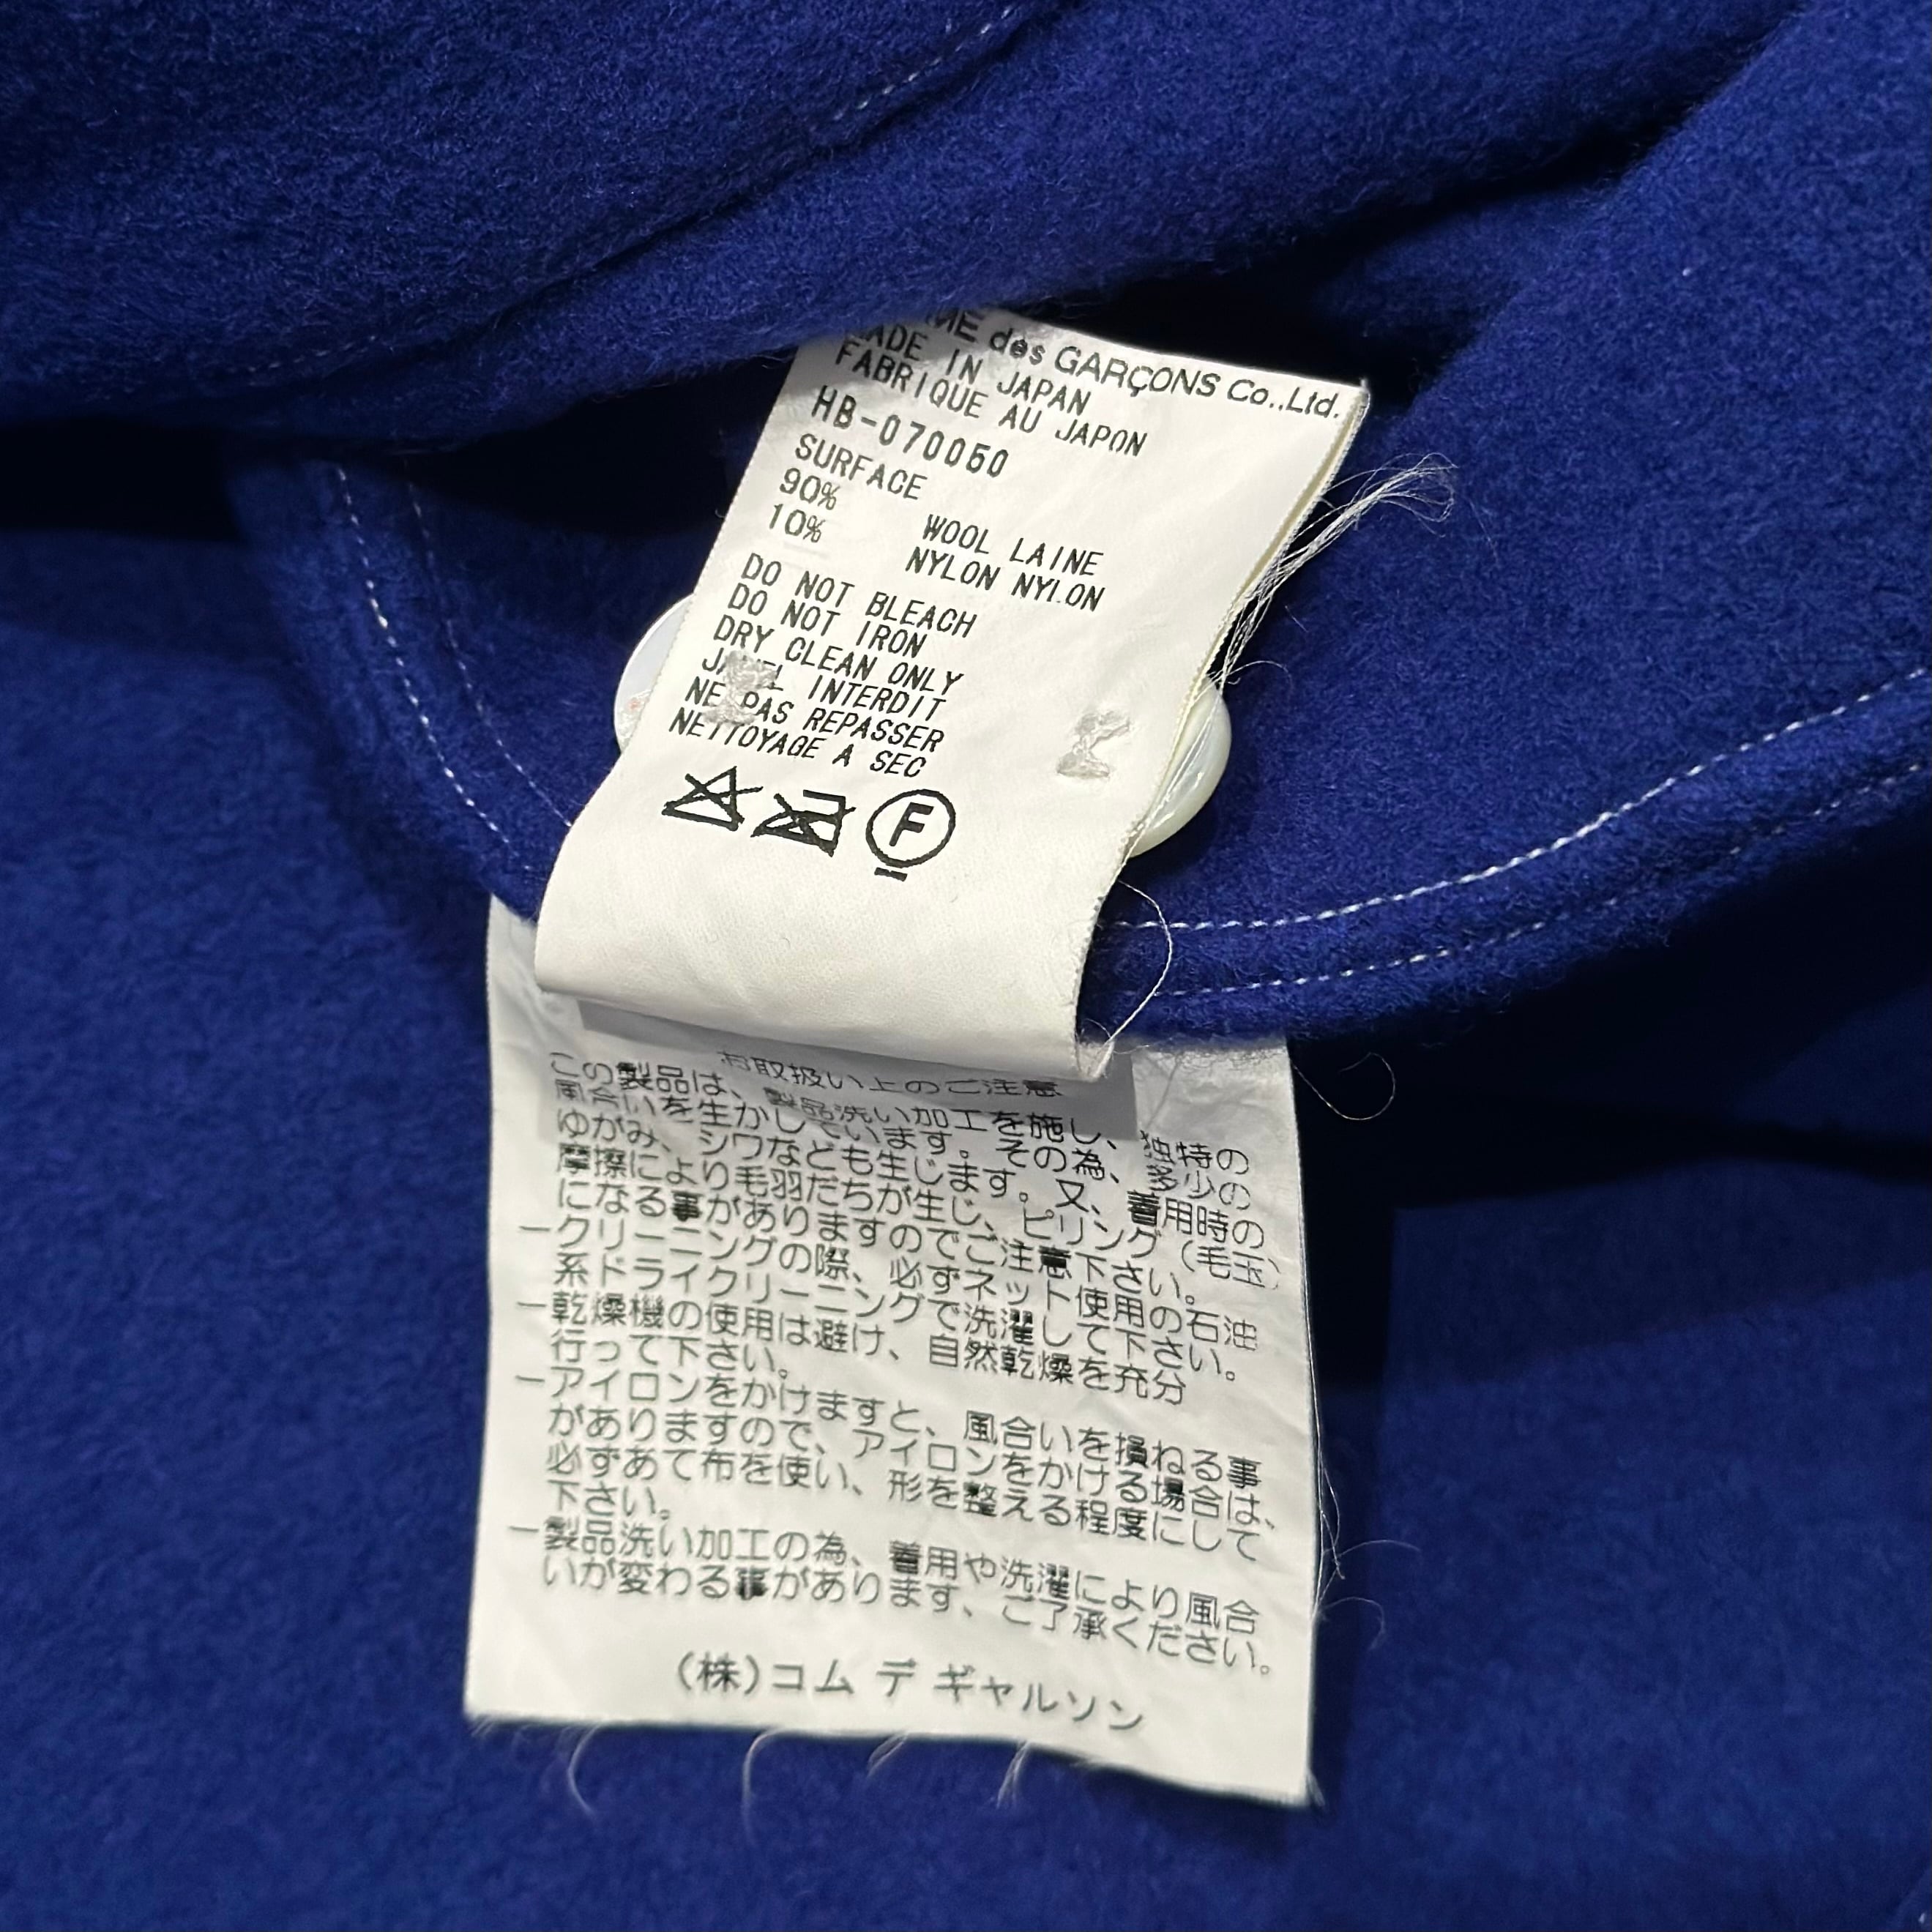 ME des GARÇONS Co.,Ltd.
MADE IN JAPAN
FABRIQUE AU JAPON
HB-070050
SURFACE
90% WOOL LAINE
10% NYLON NYLON
DO NOT BLEACH
DO NOT IRON
DRY CLEAN ONLY
INTERDIT
NE PAS REPASSER
NETTOYAGE A SEC
F
お取扱い上のご注意
この製品は、製品洗い加工を施し、独特の
風合いを生かしています。その為、多少の
ゆがみ、シワなども生じます。又、着用時の
摩擦により毛羽だちが生じ、ピリング(毛玉)
になる事がありますのでご注意下さい。
ークリーニングの際、必ずネット使用の石油
系ドライクリーニングで洗濯して下さい。
ー乾燥機の使用は避け、自然乾燥を充分
行って下さい。
ーアイロンをかけますと、風合いを損ねる事
がありますので、アイロンをかける場合は、
必ずあて布を使い、形を整える程度にして
下さい。
ー製品洗い加工の為、着用や洗濯により風合
いが変わる事があります、ご了承ください。
(株)コム デ ギャルソン